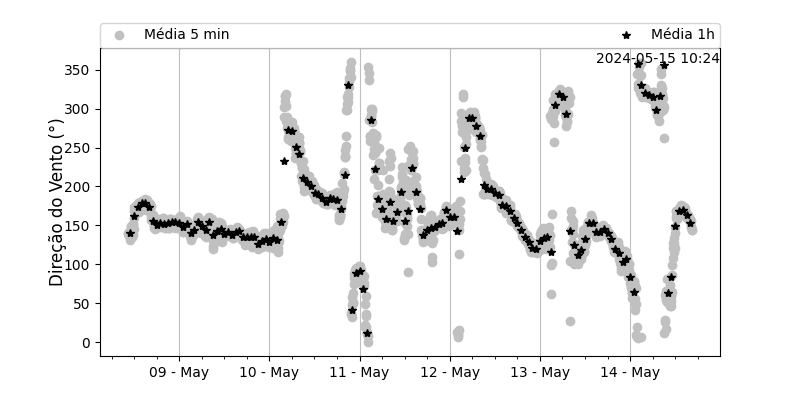 Média 5 min
Média 1h
2024-05-15 10:24
Direção do Vento (°)
350
300
250
200
150
100
50
0
09 - May
10 - May
11 - May
12 - May
13 - May
14 - May